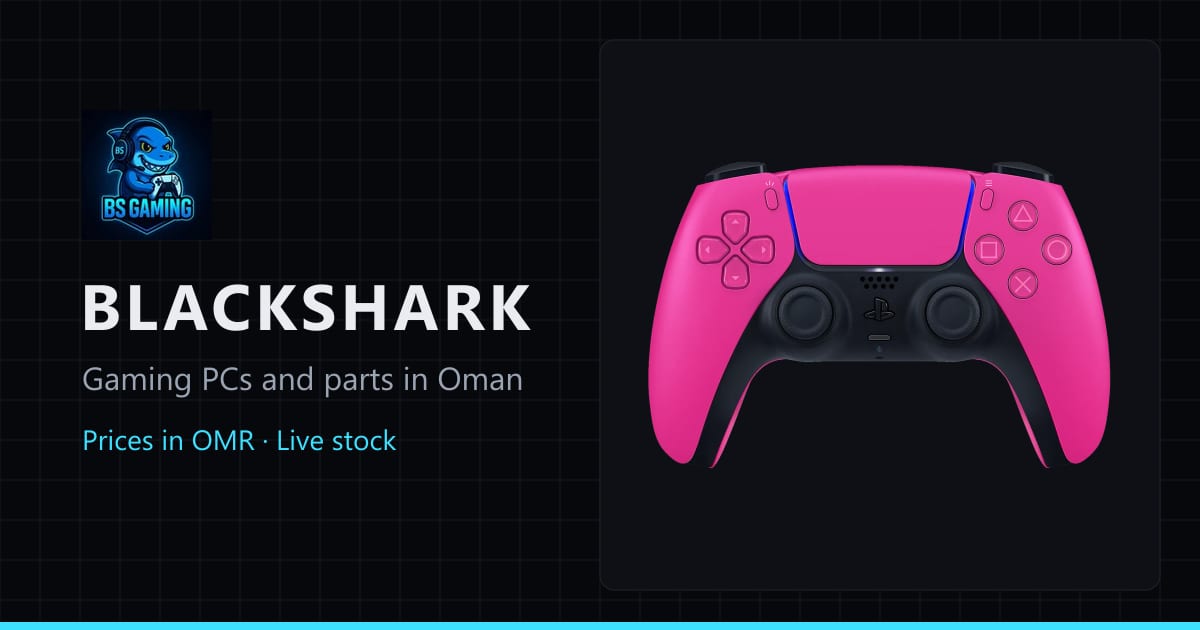 BS
BS GAMING
BLACKSHARK
Gaming PCs and parts in Oman
Prices in OMR · Live stock